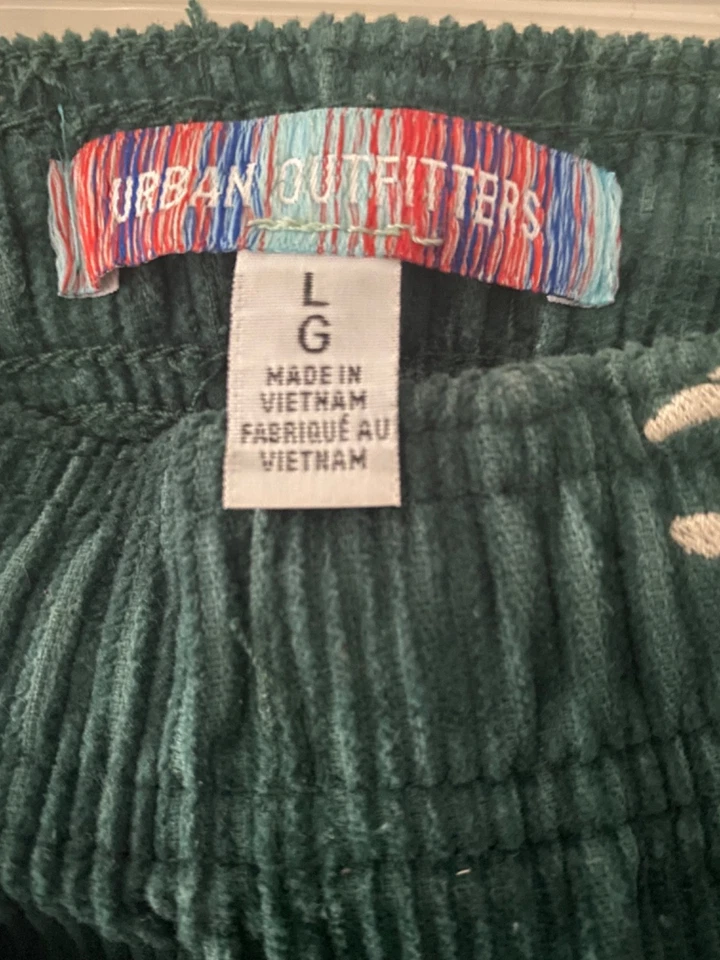 URBAN OUTFITTERS
L
G
MADE IN
VIETNAM
FABRIQUÉ AU
VIETNAM